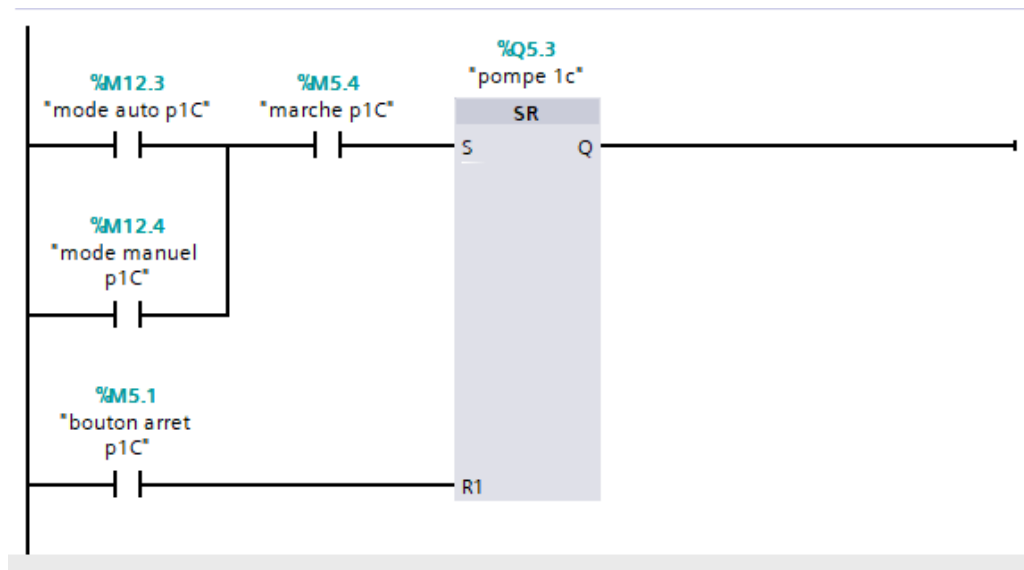 %Q5.3
"pompe 1c"
%M12.3
"mode auto p1C"
%M5.4
"marche p1C"
SR
S
Q
%M12.4
"mode manuel
p1C"
%M5.1
"bouton arret
p1C"
R1